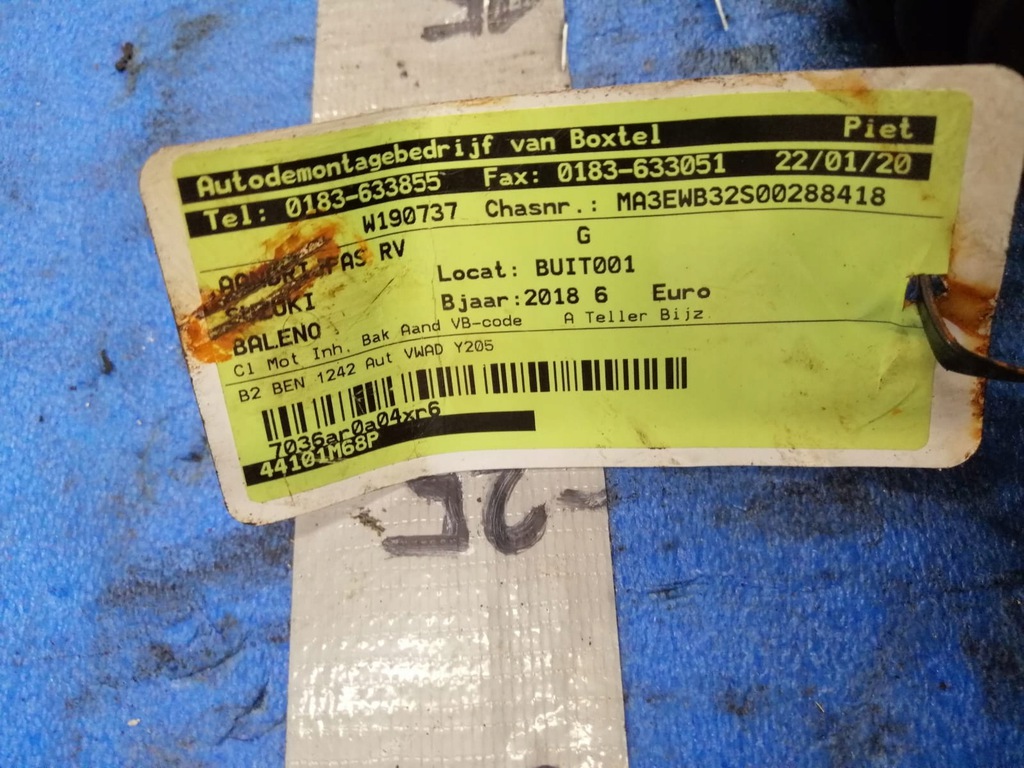 Autodemontagebedrijf van Boxtel Piet
Tel: 0183-633855 Fax: 0183-633051 22/01/20
W190737 Chasnr.: MA3EWB32S00288418
RV G
SUZUKI Locat: BUIT001
BALENO Bjaar:2018 6 Euro
Cl Mot Inh. Bak Aand VB-code A Teller Bijz
B2 BEN 1242 Aut VWAD Y205
7036ar0a04xr6
44101M68P